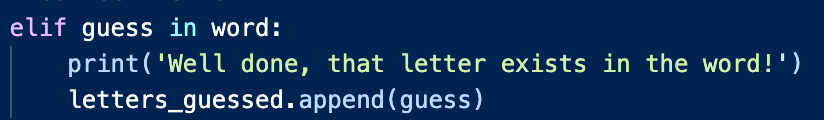 elif guess in word:
    print('Well done, that letter exists in the word!')
    letters_guessed.append(guess)